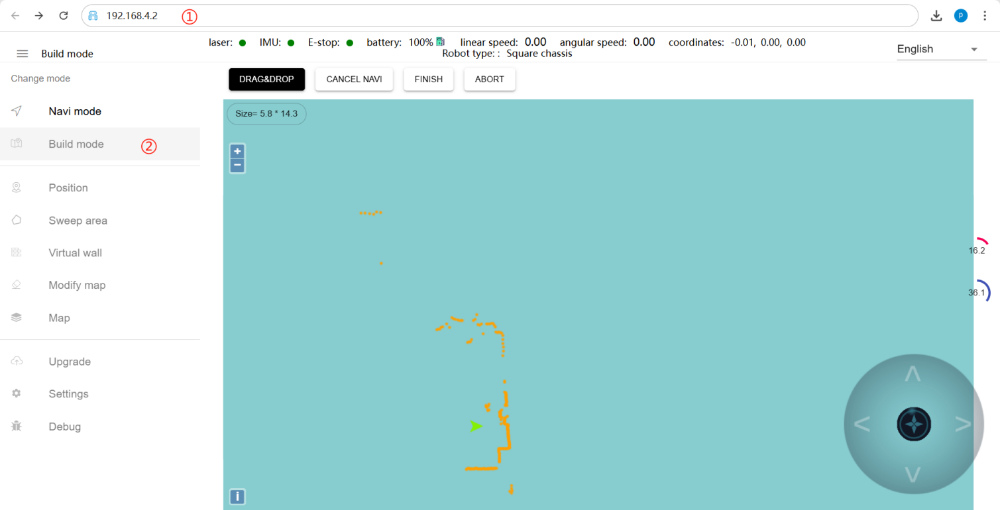 192.168.4.2 ①
P
Build mode
laser: IMU: E-stop: battery: 100% linear speed: 0.00 angular speed: 0.00 coordinates: -0.01, 0.00, 0.00
Robot type: : Square chassis
English
Change mode
Navi mode
Build mode ②
Position
Sweep area
Virtual wall
Modify map
Map
Upgrade
Settings
Debug
DRAG&DROP CANCEL NAVI FINISH ABORT
Size= 5.8 * 14.3
+
−
16.2
36.1
i